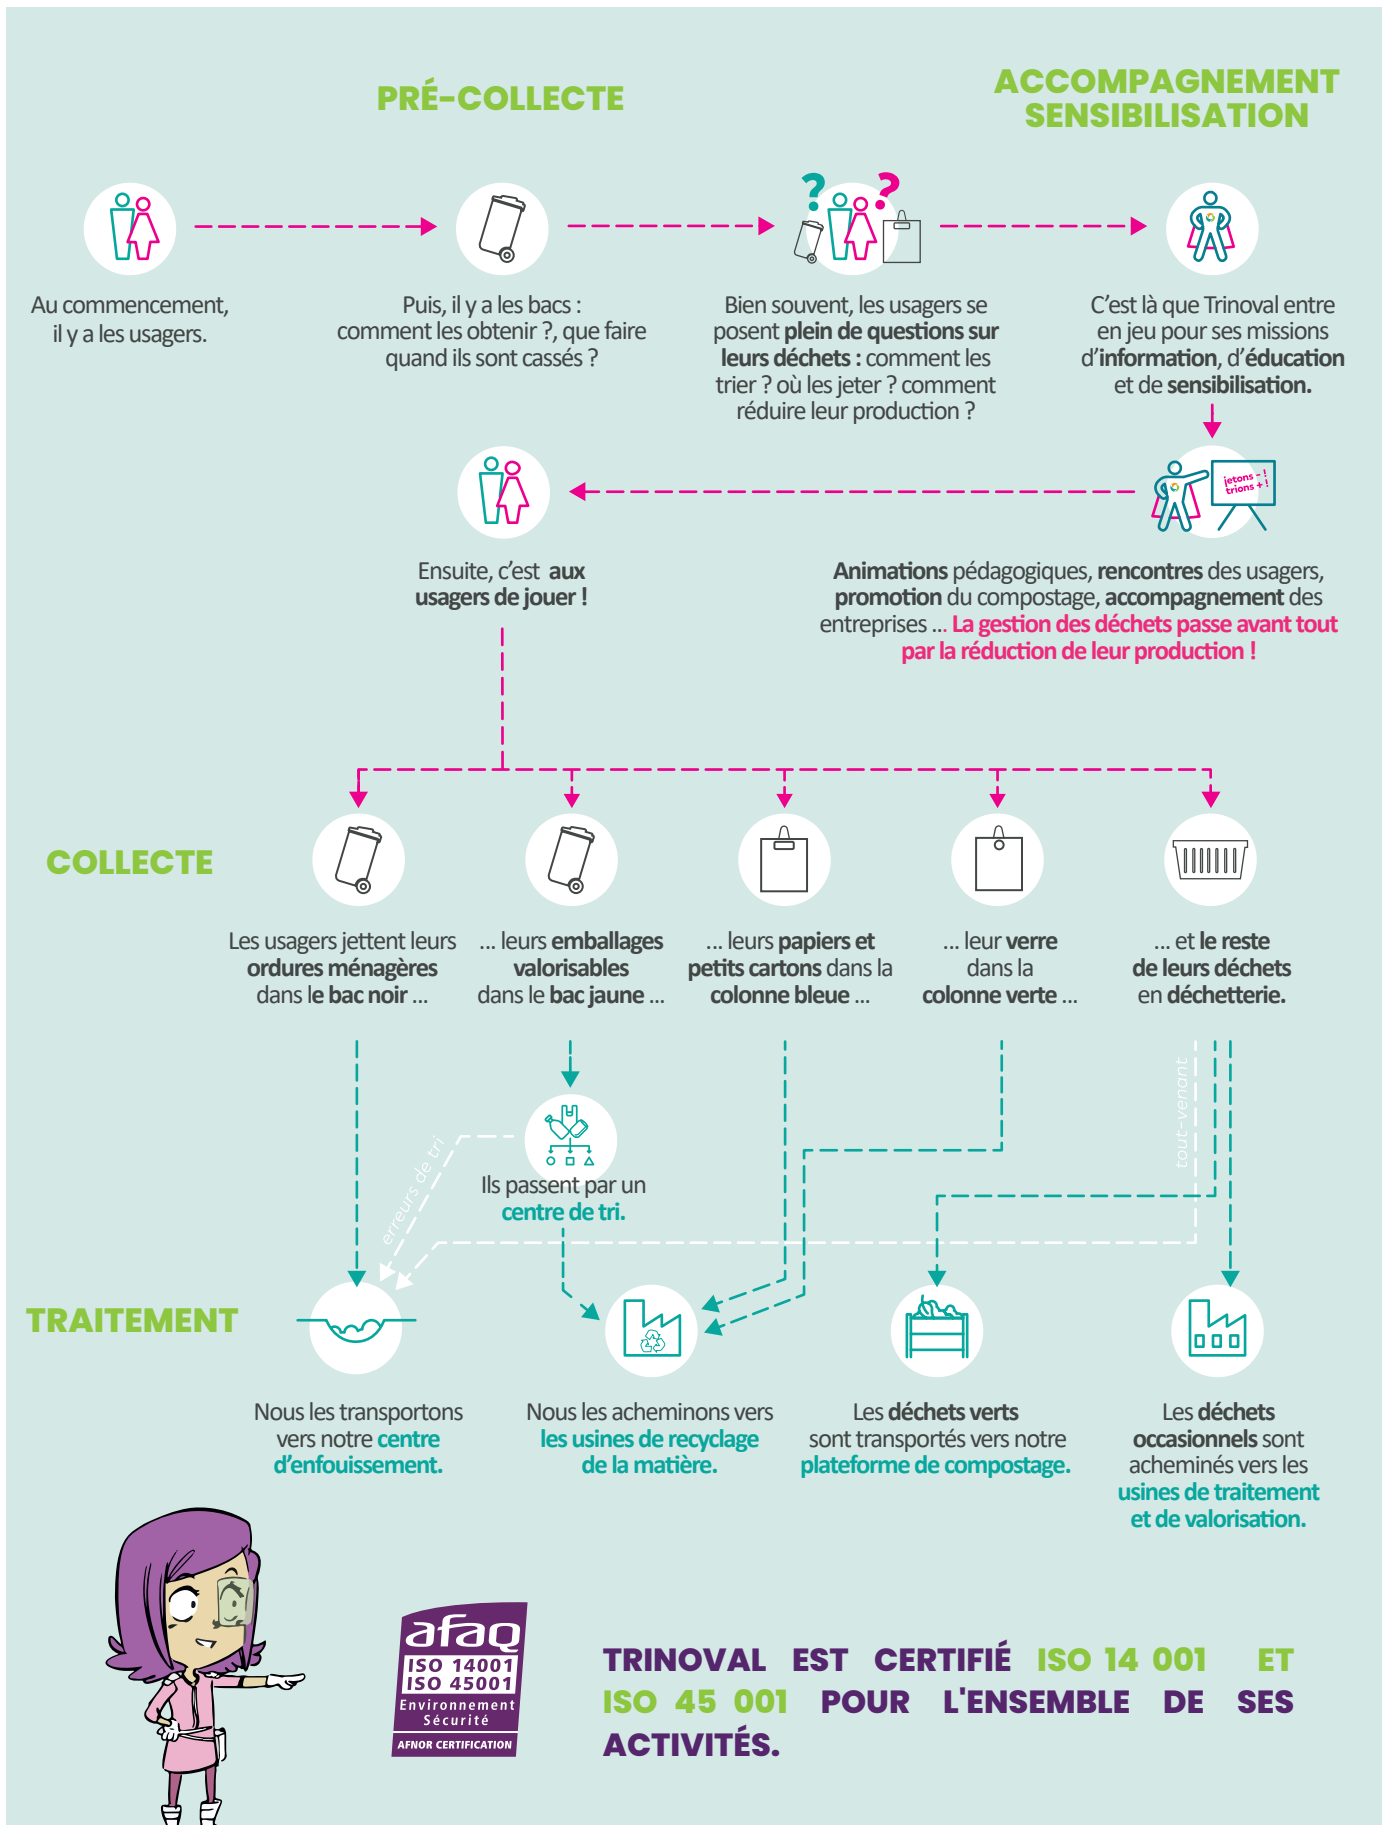 PRÉ-COLLECTE
ACCOMPAGNEMENT
SENSIBILISATION
? ?
Au commencement,
il y a les usagers.
Puis, il y a les bacs :
comment les obtenir ?, que faire
quand ils sont cassés ?
Bien souvent, les usagers se
posent plein de questions sur
leurs déchets : comment les
trier ? où les jeter ? comment
réduire leur production ?
C’est là que Trinoval entre
en jeu pour ses missions
d’information, d’éducation
et de sensibilisation.
jetons - !
trions + !
Animations pédagogiques, rencontres des usagers,
promotion du compostage, accompagnement des
entreprises ... La gestion des déchets passe avant tout
par la réduction de leur production !
Ensuite, c’est aux
usagers de jouer !
COLLECTE
Les usagers jettent leurs
ordures ménagères
dans le bac noir ...
... leurs emballages
valorisables
dans le bac jaune ...
... leurs papiers et
petits cartons dans la
colonne bleue ...
... leur verre
dans la
colonne verte ...
... et le reste
de leurs déchets
en déchetterie.
tout-venant
erreurs de tri
Ils passent par un
centre de tri.
TRAITEMENT
Nous les transportons
vers notre centre
d’enfouissement.
Nous les acheminons vers
les usines de recyclage
de la matière.
Les déchets verts
sont transportés vers notre
plateforme de compostage.
Les déchets
occasionnels sont
acheminés vers les
usines de traitement
et de valorisation.
afaq
ISO 14001
ISO 45001
Environnement
Sécurité
AFNOR CERTIFICATION
TRINOVAL EST CERTIFIÉ ISO 14 001 ET
ISO 45 001 POUR L'ENSEMBLE DE SES
ACTIVITÉS.